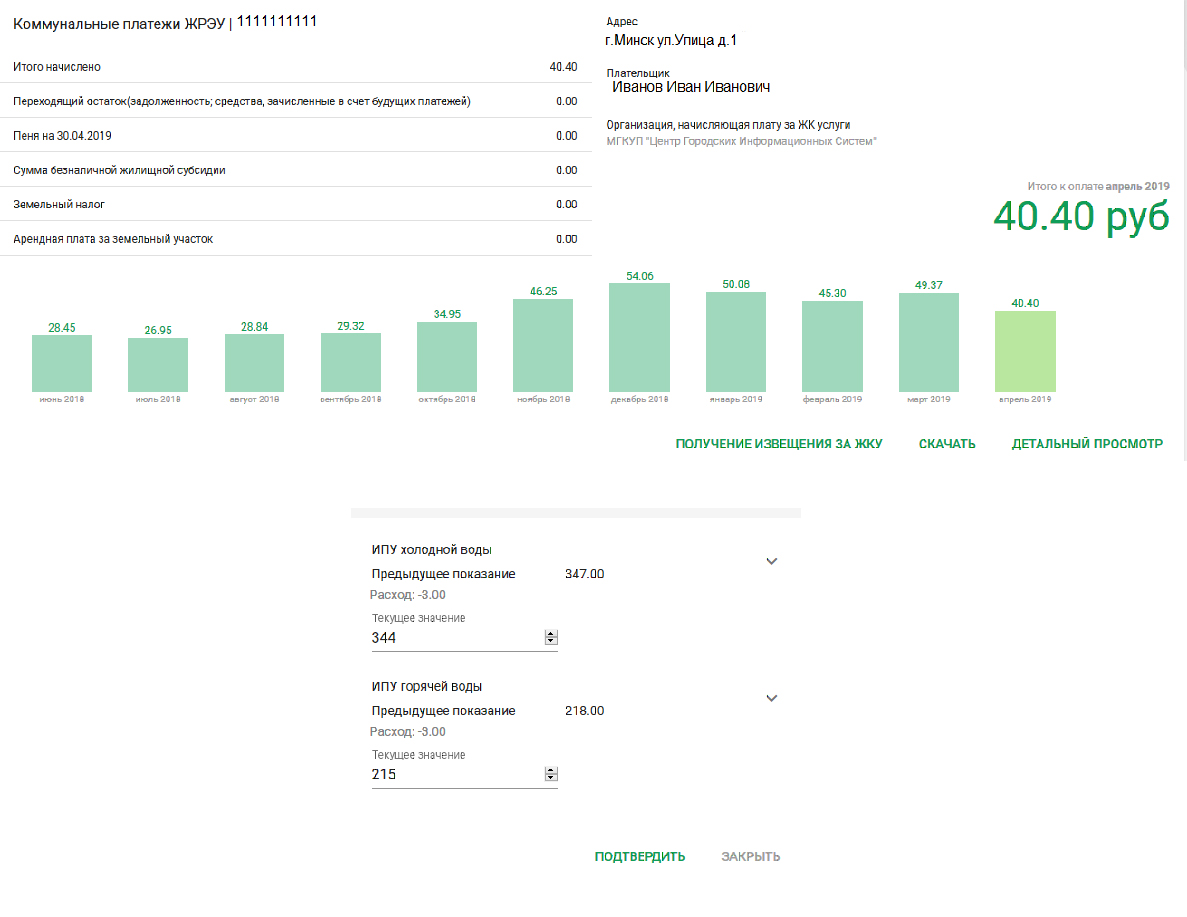 Коммунальные платежи ЖРЭУ | 1111111111
Итого начислено 40.40
Переходящий остаток(задолженность; средства, зачисленные в счет будущих платежей) 0.00
Пеня на 30.04.2019 0.00
Сумма безналичной жилищной субсидии 0.00
Земельный налог 0.00
Арендная плата за земельный участок 0.00
Адрес
г.Минск ул.Улица д.1
Плательщик
Иванов Иван Иванович
Организация, начисляющая плату за ЖК услуги
МГКУП "Центр Городских Информационных Систем"
Итого к оплате апрель 2019
40.40 руб
28.45 26.95 28.84 29.32 34.95 46.25 54.06 50.08 45.30 49.37 40.40
июнь 2018 июль 2018 август 2018 сентябрь 2018 октябрь 2018 ноябрь 2018 декабрь 2018 январь 2019 февраль 2019 март 2019 апрель 2019
ПОЛУЧЕНИЕ ИЗВЕЩЕНИЯ ЗА ЖКУ СКАЧАТЬ ДЕТАЛЬНЫЙ ПРОСМОТР
ИПУ холодной воды
Предыдущее показание 347.00
Расход: -3.00
Текущее значение
344
ИПУ горячей воды
Предыдущее показание 218.00
Расход: -3.00
Текущее значение
215
ПОДТВЕРДИТЬ ЗАКРЫТЬ